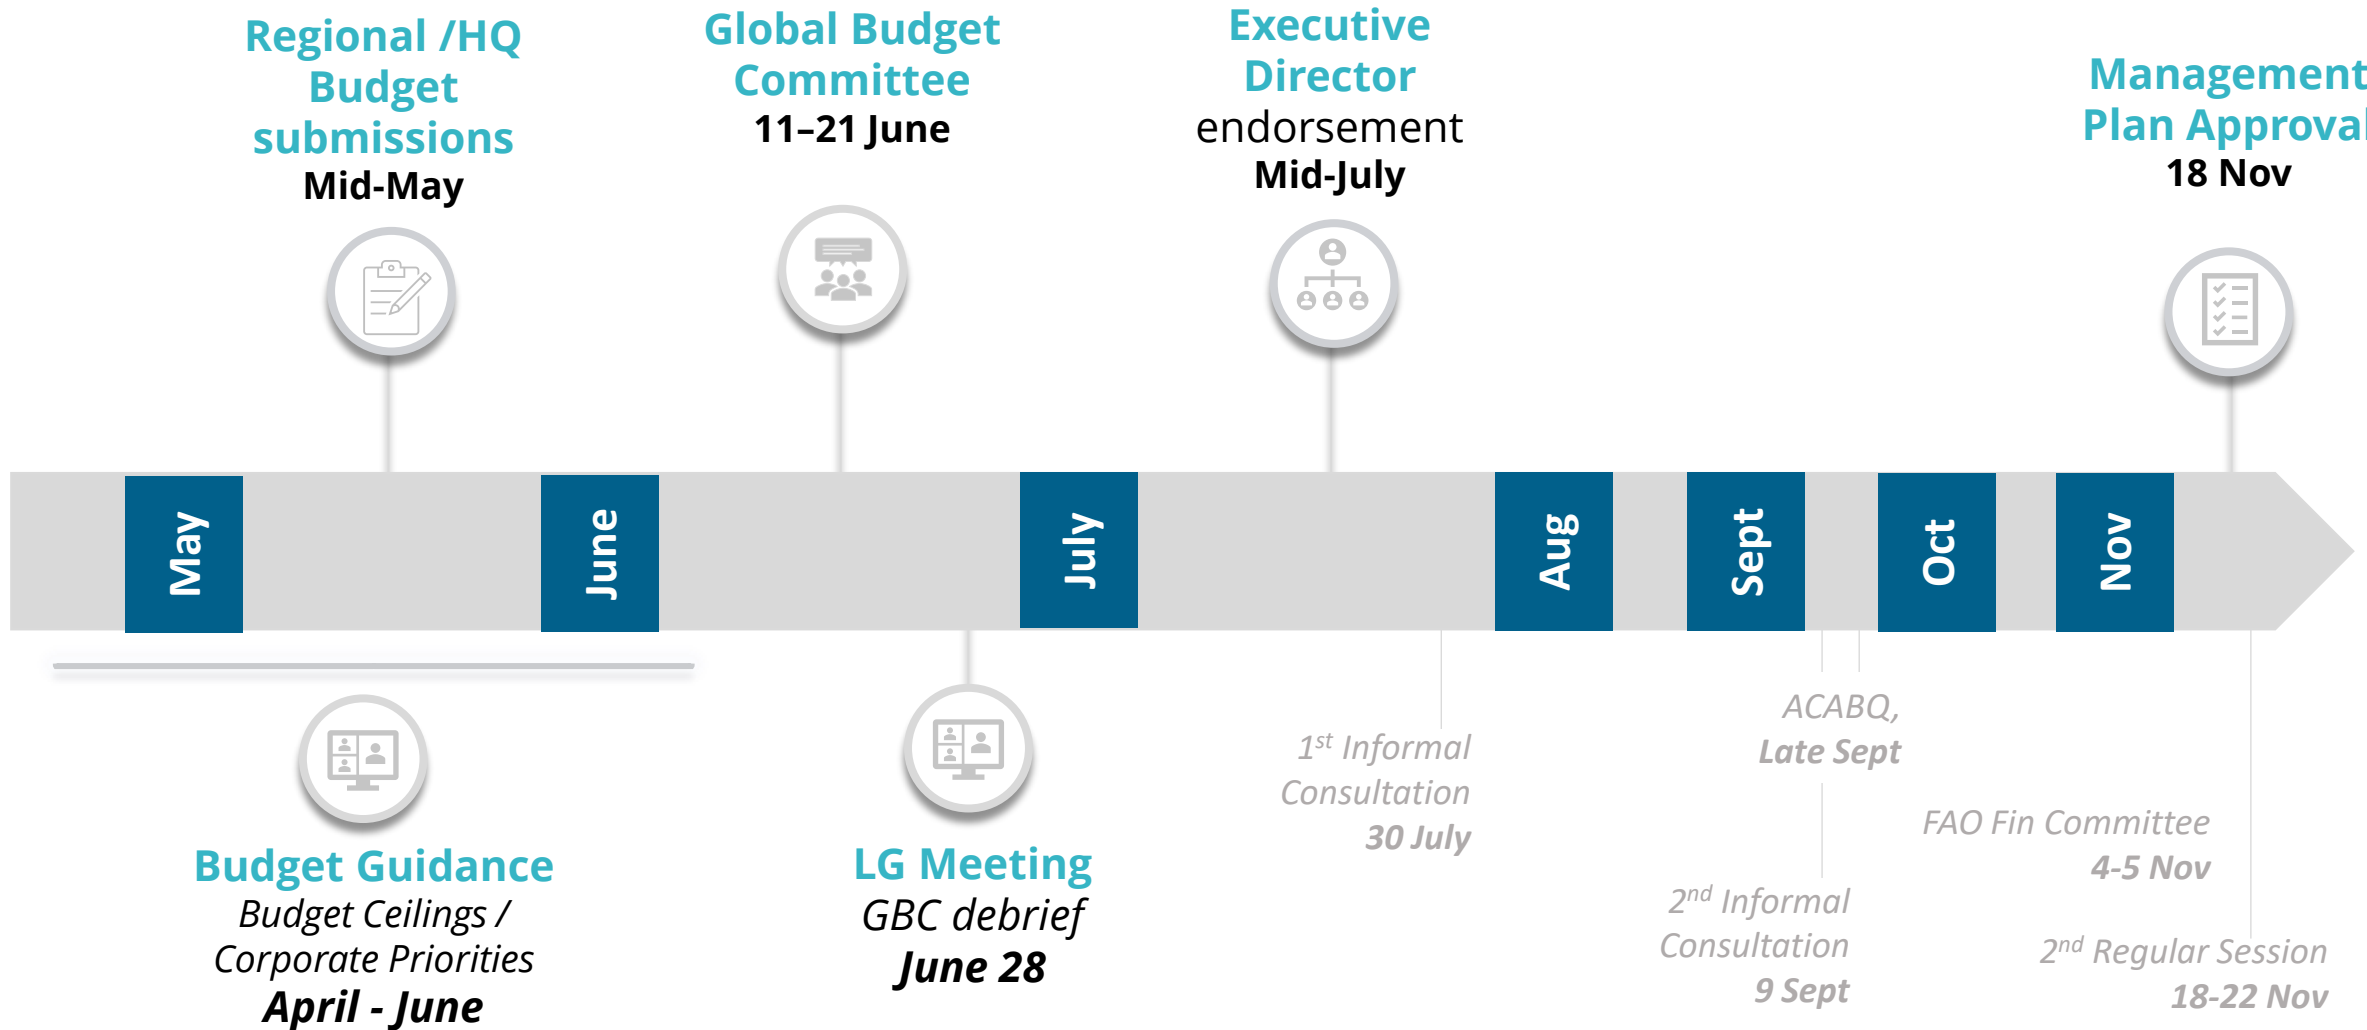 Regional /HQ
Budget
submissions
Mid-May
Global Budget
Committee
11–21 June
Executive
Director
endorsement
Mid-July
Management
Plan Approval
18 Nov
May
June
July
Aug
Sept
Oct
Nov
Budget Guidance
Budget Ceilings /
Corporate Priorities
April - June
LG Meeting
GBC debrief
June 28
1st Informal
Consultation
30 July
ACABQ,
Late Sept
2nd Informal
Consultation
9 Sept
FAO Fin Committee
4-5 Nov
2nd Regular Session
18-22 Nov